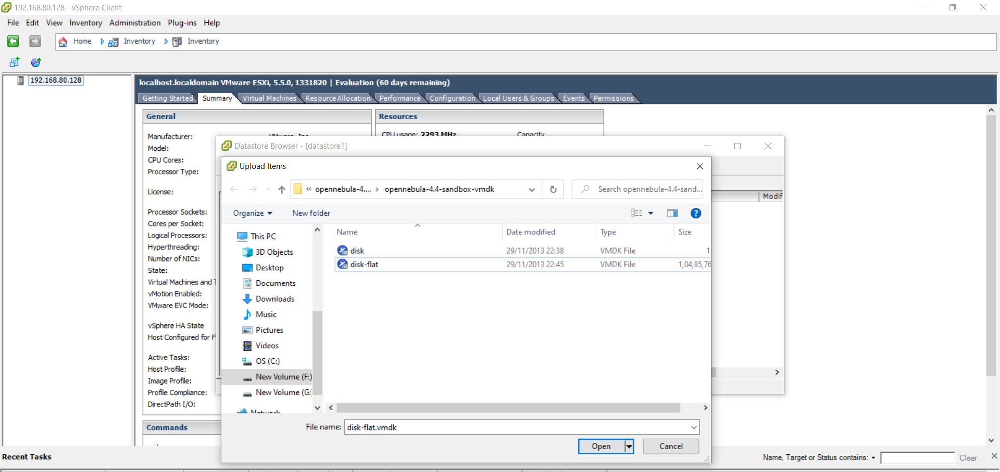 192.168.80.128 - vSphere Client
File Edit View Inventory Administration Plug-ins Help
Home Inventory Inventory
192.168.80.128
localhost.localdomain VMware ESXi, 5.5.0, 1331820 | Evaluation (60 days remaining)
Getting Started Summary Virtual Machines Resource Allocation Performance Configuration Local Users & Groups Events Permissions
General
Manufacturer: VMware, Inc.
Model:
CPU Cores:
Processor Type:
License:
Processor Sockets:
Cores per Socket:
Logical Processors:
Hyperthreading:
Number of NICs:
State:
Virtual Machines and T
vMotion Enabled:
VMware EVC Mode:
vSphere HA State
Host Configured for F
Active Tasks:
Host Profile:
Image Profile:
Profile Compliance:
DirectPath I/O:
Commands
Resources
CPU usage: 2293 MHz Capacity
Datastore Browser - [datastore1]
Modif
Upload Items
« opennebula-4.... › opennebula-4.4-sandbox-vmdk
Search opennebula-4.4-sand...
Organize New folder
This PC
3D Objects
Desktop
Documents
Downloads
Music
Pictures
Videos
OS (C:)
New Volume (F:)
New Volume (G:
Network
Name Date modified Type Size
disk 29/11/2013 22:38 VMDK File 1
disk-flat 29/11/2013 22:45 VMDK File 1,04,85,76
File name: disk-flat.vmdk
Open Cancel
Recent Tasks
Name, Target or Status contains: Clear